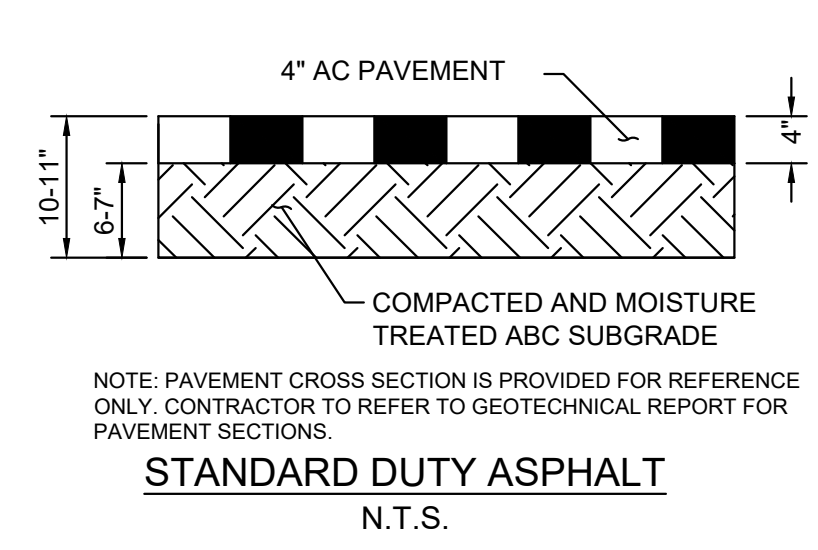 4" AC PAVEMENT
10-11"
6-7"
4"
COMPACTED AND MOISTURE
TREATED ABC SUBGRADE
NOTE: PAVEMENT CROSS SECTION IS PROVIDED FOR REFERENCE
ONLY. CONTRACTOR TO REFER TO GEOTECHNICAL REPORT FOR
PAVEMENT SECTIONS.
STANDARD DUTY ASPHALT
N.T.S.